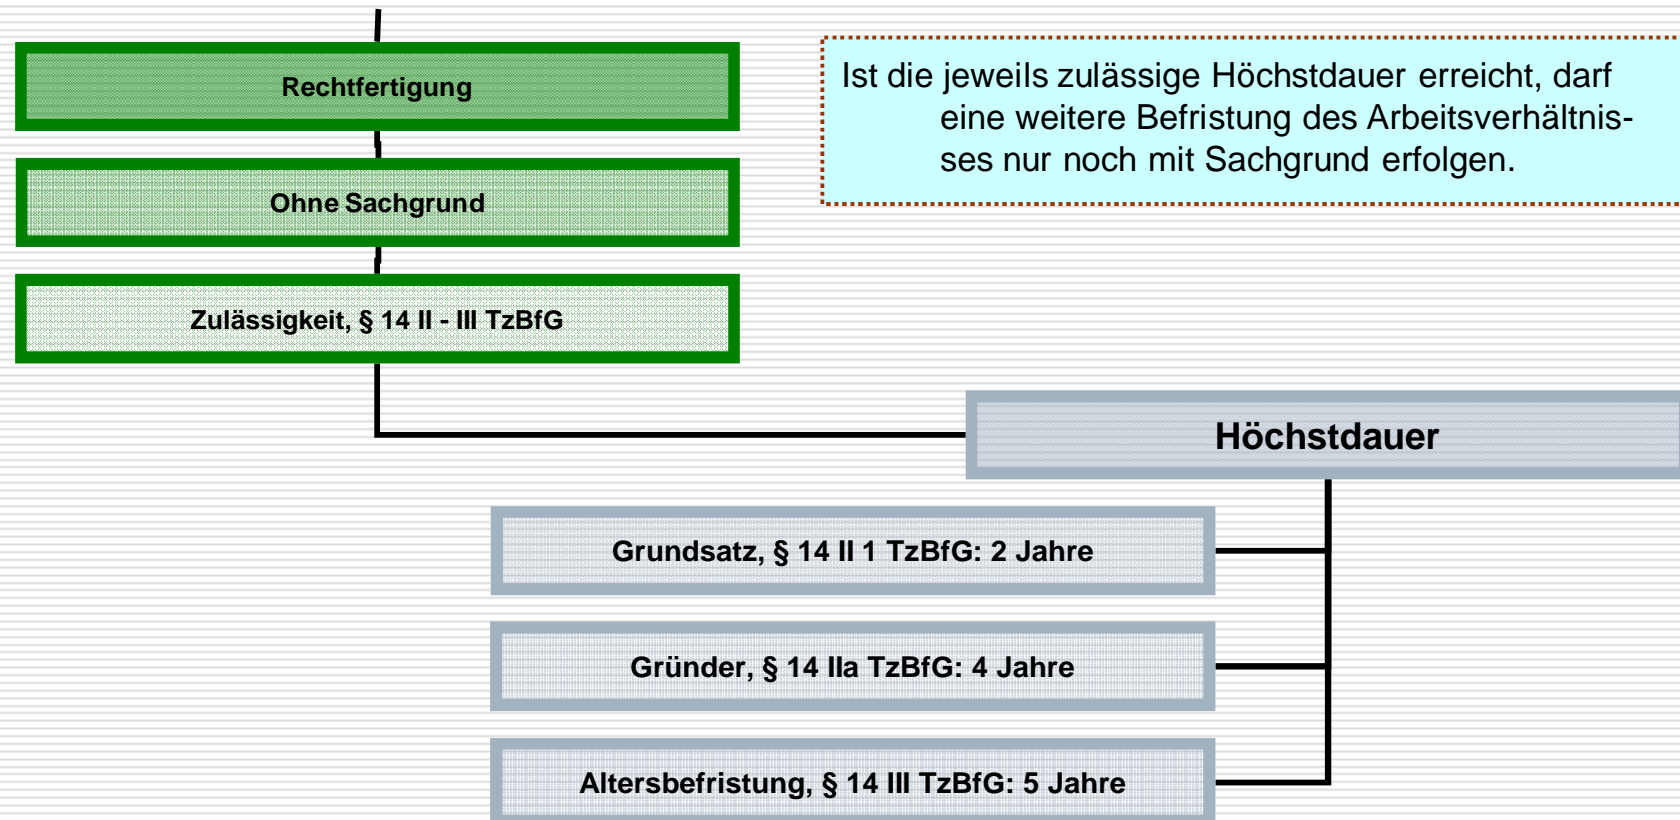 Rechtfertigung
Ohne Sachgrund
Zulässigkeit, § 14 II - III TzBfG
Ist die jeweils zulässige Höchstdauer erreicht, darf
eine weitere Befristung des Arbeitsverhältnis-
ses nur noch mit Sachgrund erfolgen.
Höchstdauer
Grundsatz, § 14 II 1 TzBfG: 2 Jahre
Gründer, § 14 IIa TzBfG: 4 Jahre
Altersbefristung, § 14 III TzBfG: 5 Jahre